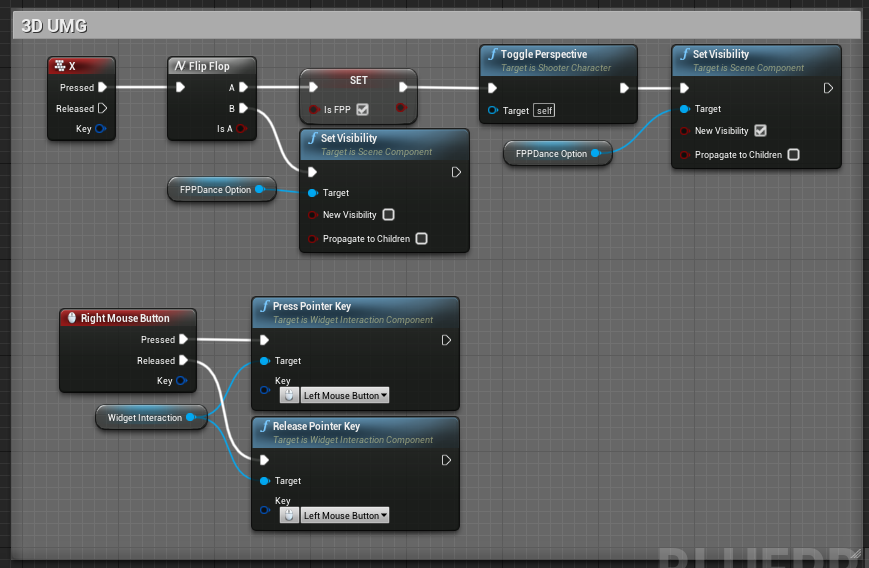 3D UMG
X
Pressed
Released
Key
Flip Flop
A
B
Is A
SET
Is FPP
Toggle Perspective
Target is Shooter Character
Target self
Set Visibility
Target is Scene Component
Target
New Visibility
Propagate to Children
FPPDance Option
Set Visibility
Target is Scene Component
Target
New Visibility
Propagate to Children
FPPDance Option
Right Mouse Button
Pressed
Released
Key
Widget Interaction
Press Pointer Key
Target is Widget Interaction Component
Target
Key
Left Mouse Button
Release Pointer Key
Target is Widget Interaction Component
Target
Key
Left Mouse Button